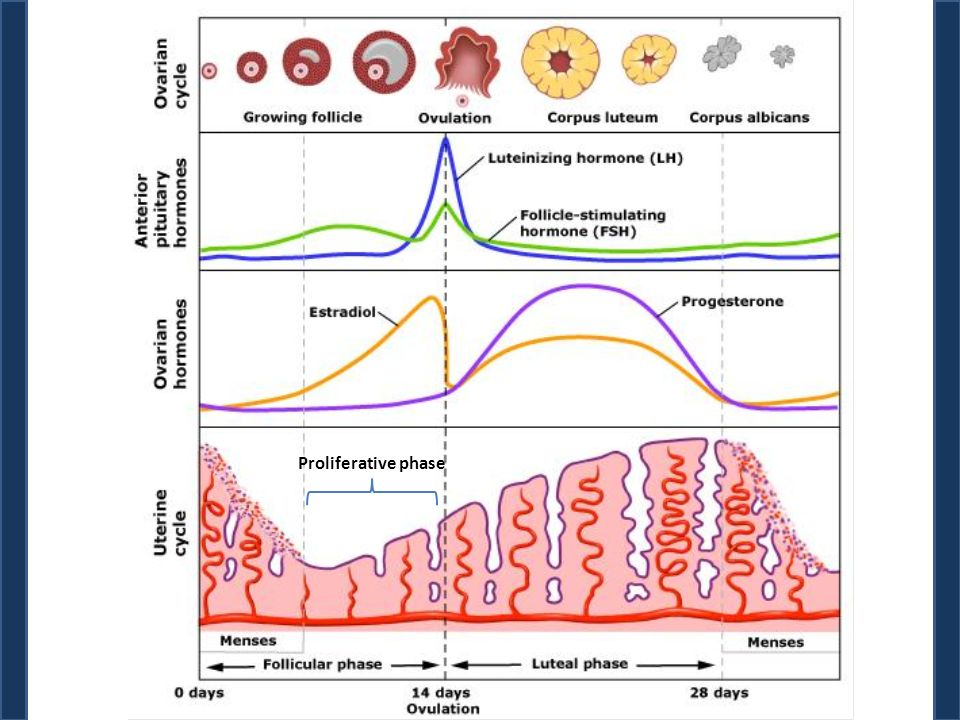 Ovarian
cycle
Growing follicle
Ovulation
Corpus luteum
Corpus albicans
Anterior
pituitary
hormones
Luteinizing hormone (LH)
Follicle-stimulating
hormone (FSH)
Ovarian
hormones
Estradiol
Progesterone
Uterine
cycle
Proliferative phase
Menses
Menses
Follicular phase
Luteal phase
0 days
14 days
Ovulation
28 days